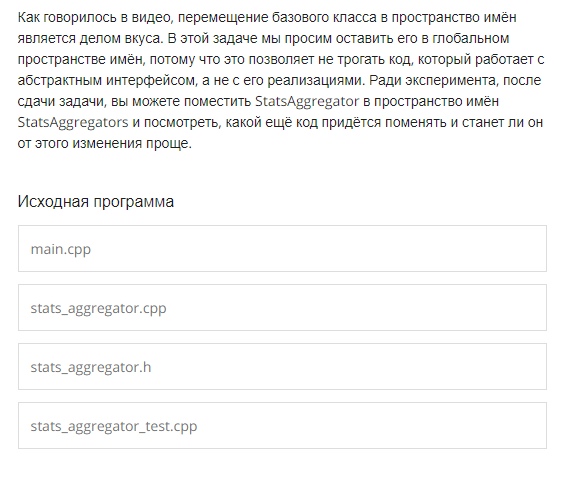 Как говорилось в видео, перемещение базового класса в пространство имён
является делом вкуса. В этой задаче мы просим оставить его в глобальном
пространстве имён, потому что это позволяет не трогать код, который работает с
абстрактным интерфейсом, а не с его реализациями. Ради эксперимента, после
сдачи задачи, вы можете поместить StatsAggregator в пространство имён
StatsAggregators и посмотреть, какой ещё код придётся поменять и станет ли он
от этого изменения проще.
Исходная программа
main.cpp
stats_aggregator.cpp
stats_aggregator.h
stats_aggregator_test.cpp